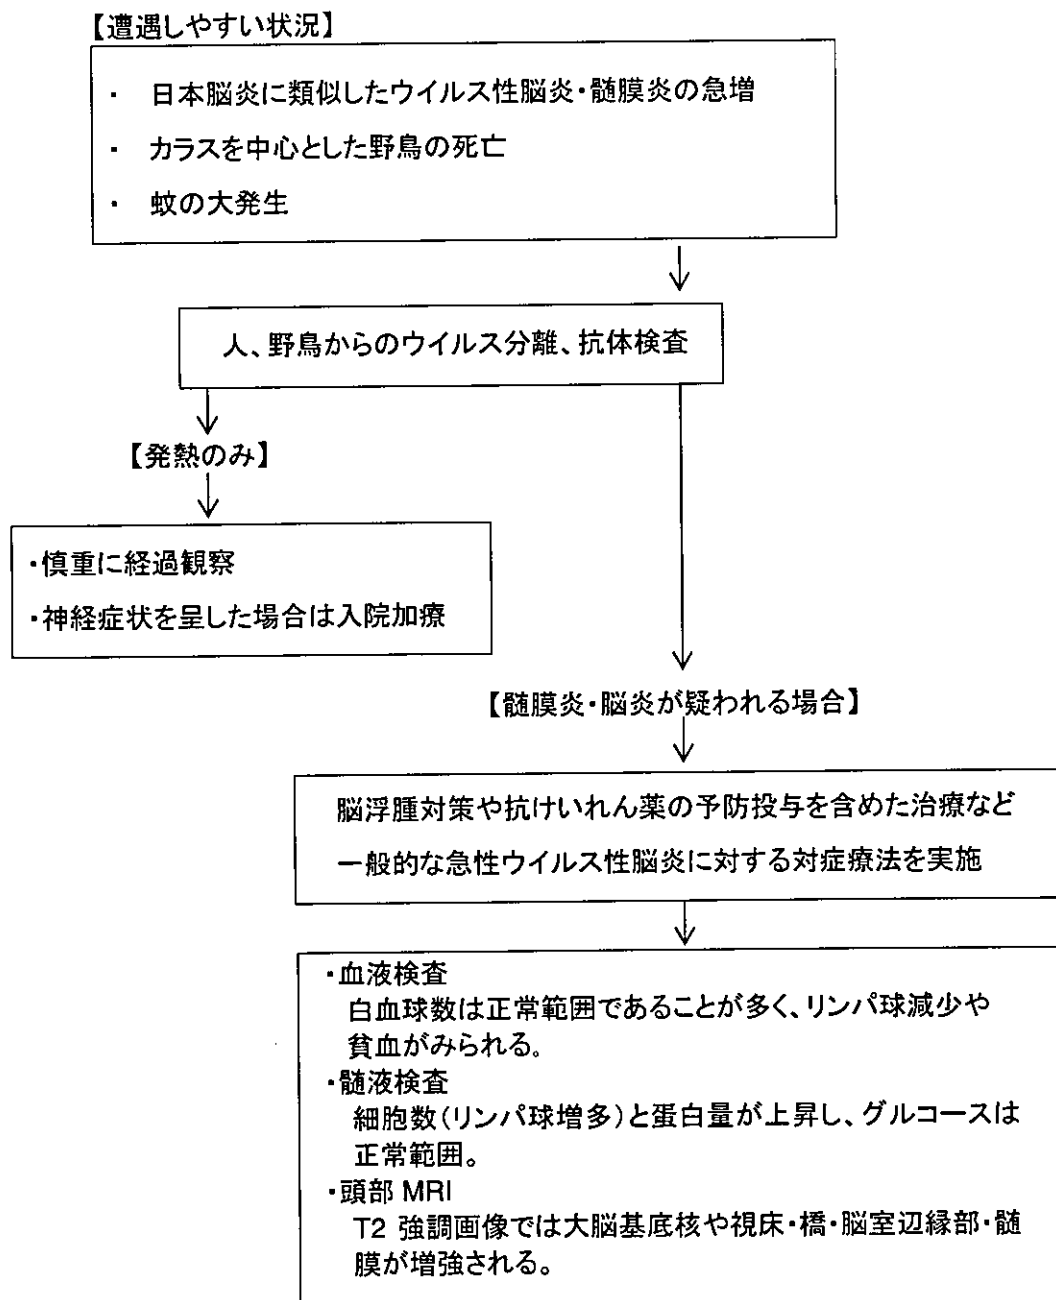 【遭遇しやすい状況】
・ 日本脳炎に類似したウイルス性脳炎・髄膜炎の急増
・ カラスを中心とした野鳥の死亡
・ 蚊の大発生
人、野鳥からのウイルス分離、抗体検査
【発熱のみ】
・慎重に経過観察
・神経症状を呈した場合は入院加療
【髄膜炎・脳炎が疑われる場合】
脳浮腫対策や抗けいれん薬の予防投与を含めた治療など
一般的な急性ウイルス性脳炎に対する対症療法を実施
・血液検査
白血球数は正常範囲であることが多く、リンパ球減少や
貧血がみられる。
・髄液検査
細胞数(リンパ球増多)と蛋白量が上昇し、グルコースは
正常範囲。
・頭部 MRI
T2 強調画像では大脳基底核や視床・橋・脳室辺縁部・髄
膜が増強される。